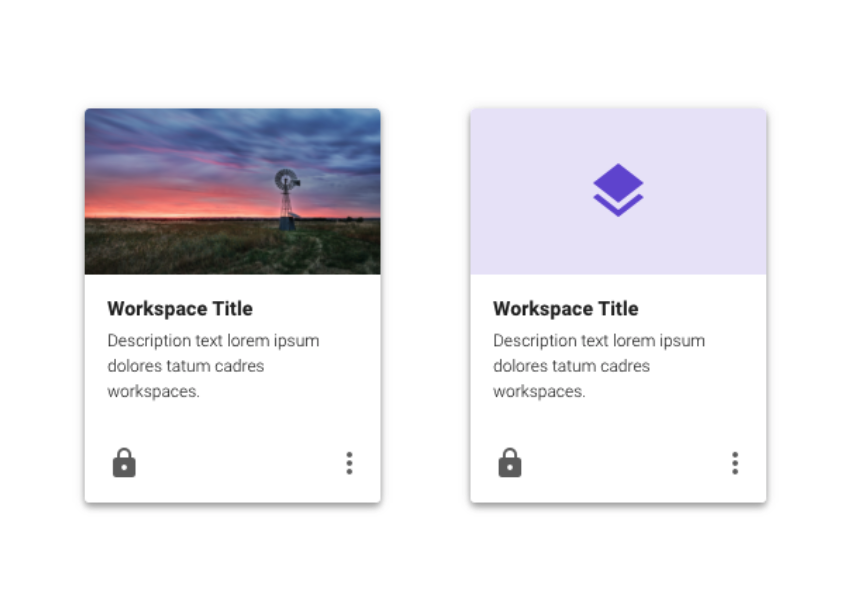 Workspace Title
Description text lorem ipsum
dolores tatum cadres
workspaces.
Workspace Title
Description text lorem ipsum
dolores tatum cadres
workspaces.